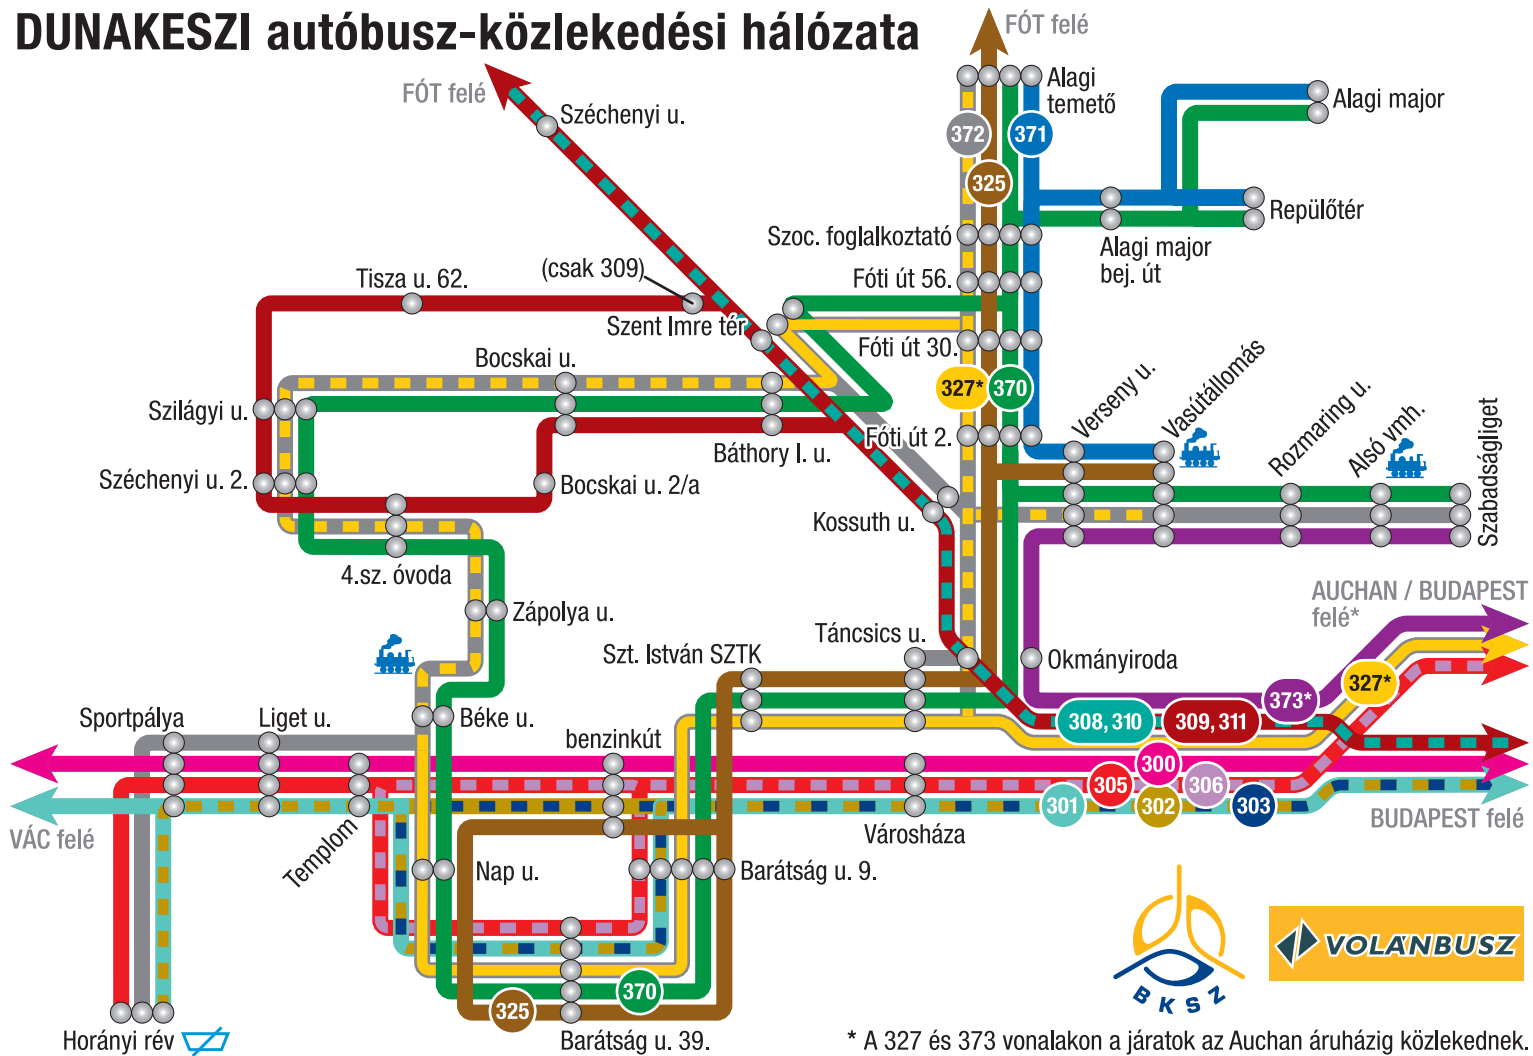 DUNAKESZI autóbusz-közlekedési hálózata
FÓT felé
FÓT felé
Széchenyi u.
Alagi
temető
Alagi major
372
371
325
Repülőtér
Szoc. foglalkoztató
Alagi major
bej. út
(csak 309)
Tisza u. 62.
Fóti út 56.
Szent Imre tér
Fóti út 30.
Bocskai u.
327*
370
Verseny u.
Vasútállomás
Rozmaring u.
Alsó vmh.
Szabadságliget
Szilágyi u.
Fóti út 2.
Báthory I. u.
Széchenyi u. 2.
Bocskai u. 2/a
Kossuth u.
4.sz. óvoda
Zápolya u.
AUCHAN / BUDAPEST
felé*
Táncsics u.
Szt. István SZTK
Okmányiroda
327*
373*
Sportpálya
Liget u.
Béke u.
308, 310
309, 311
benzinkút
300
305
306
301
302
303
VÁC felé
Templom
Városháza
BUDAPEST felé
Nap u.
Barátság u. 9.
370
325
BKSZ
VOLÁNBUSZ
Horányi rév
Barátság u. 39.
* A 327 és 373 vonalakon a járatok az Auchan áruházig közlekednek.